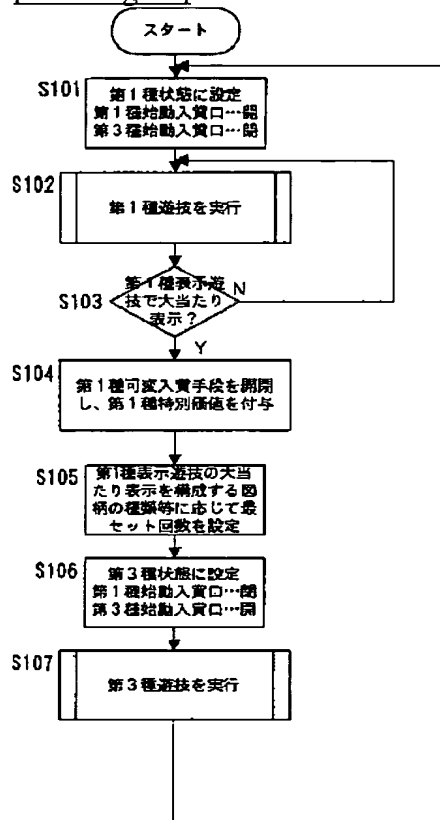 スタート
S101
第1種状態に設定
第1種始動入賞口…開
第3種始動入賞口…閉
S102
第1種遊技を実行
第1種表示遊
技で大当たり
表示?
S103
N
Y
S104
第1種可変入賞手段を開閉
し、第1種特別価値を付与
S105
第1種表示遊技の大当
たり表示を構成する図
柄の種類等に応じて最
セット回数を設定
S106
第3種状態に設定
第1種始動入賞口…閉
第3種始動入賞口…開
S107
第3種遊技を実行